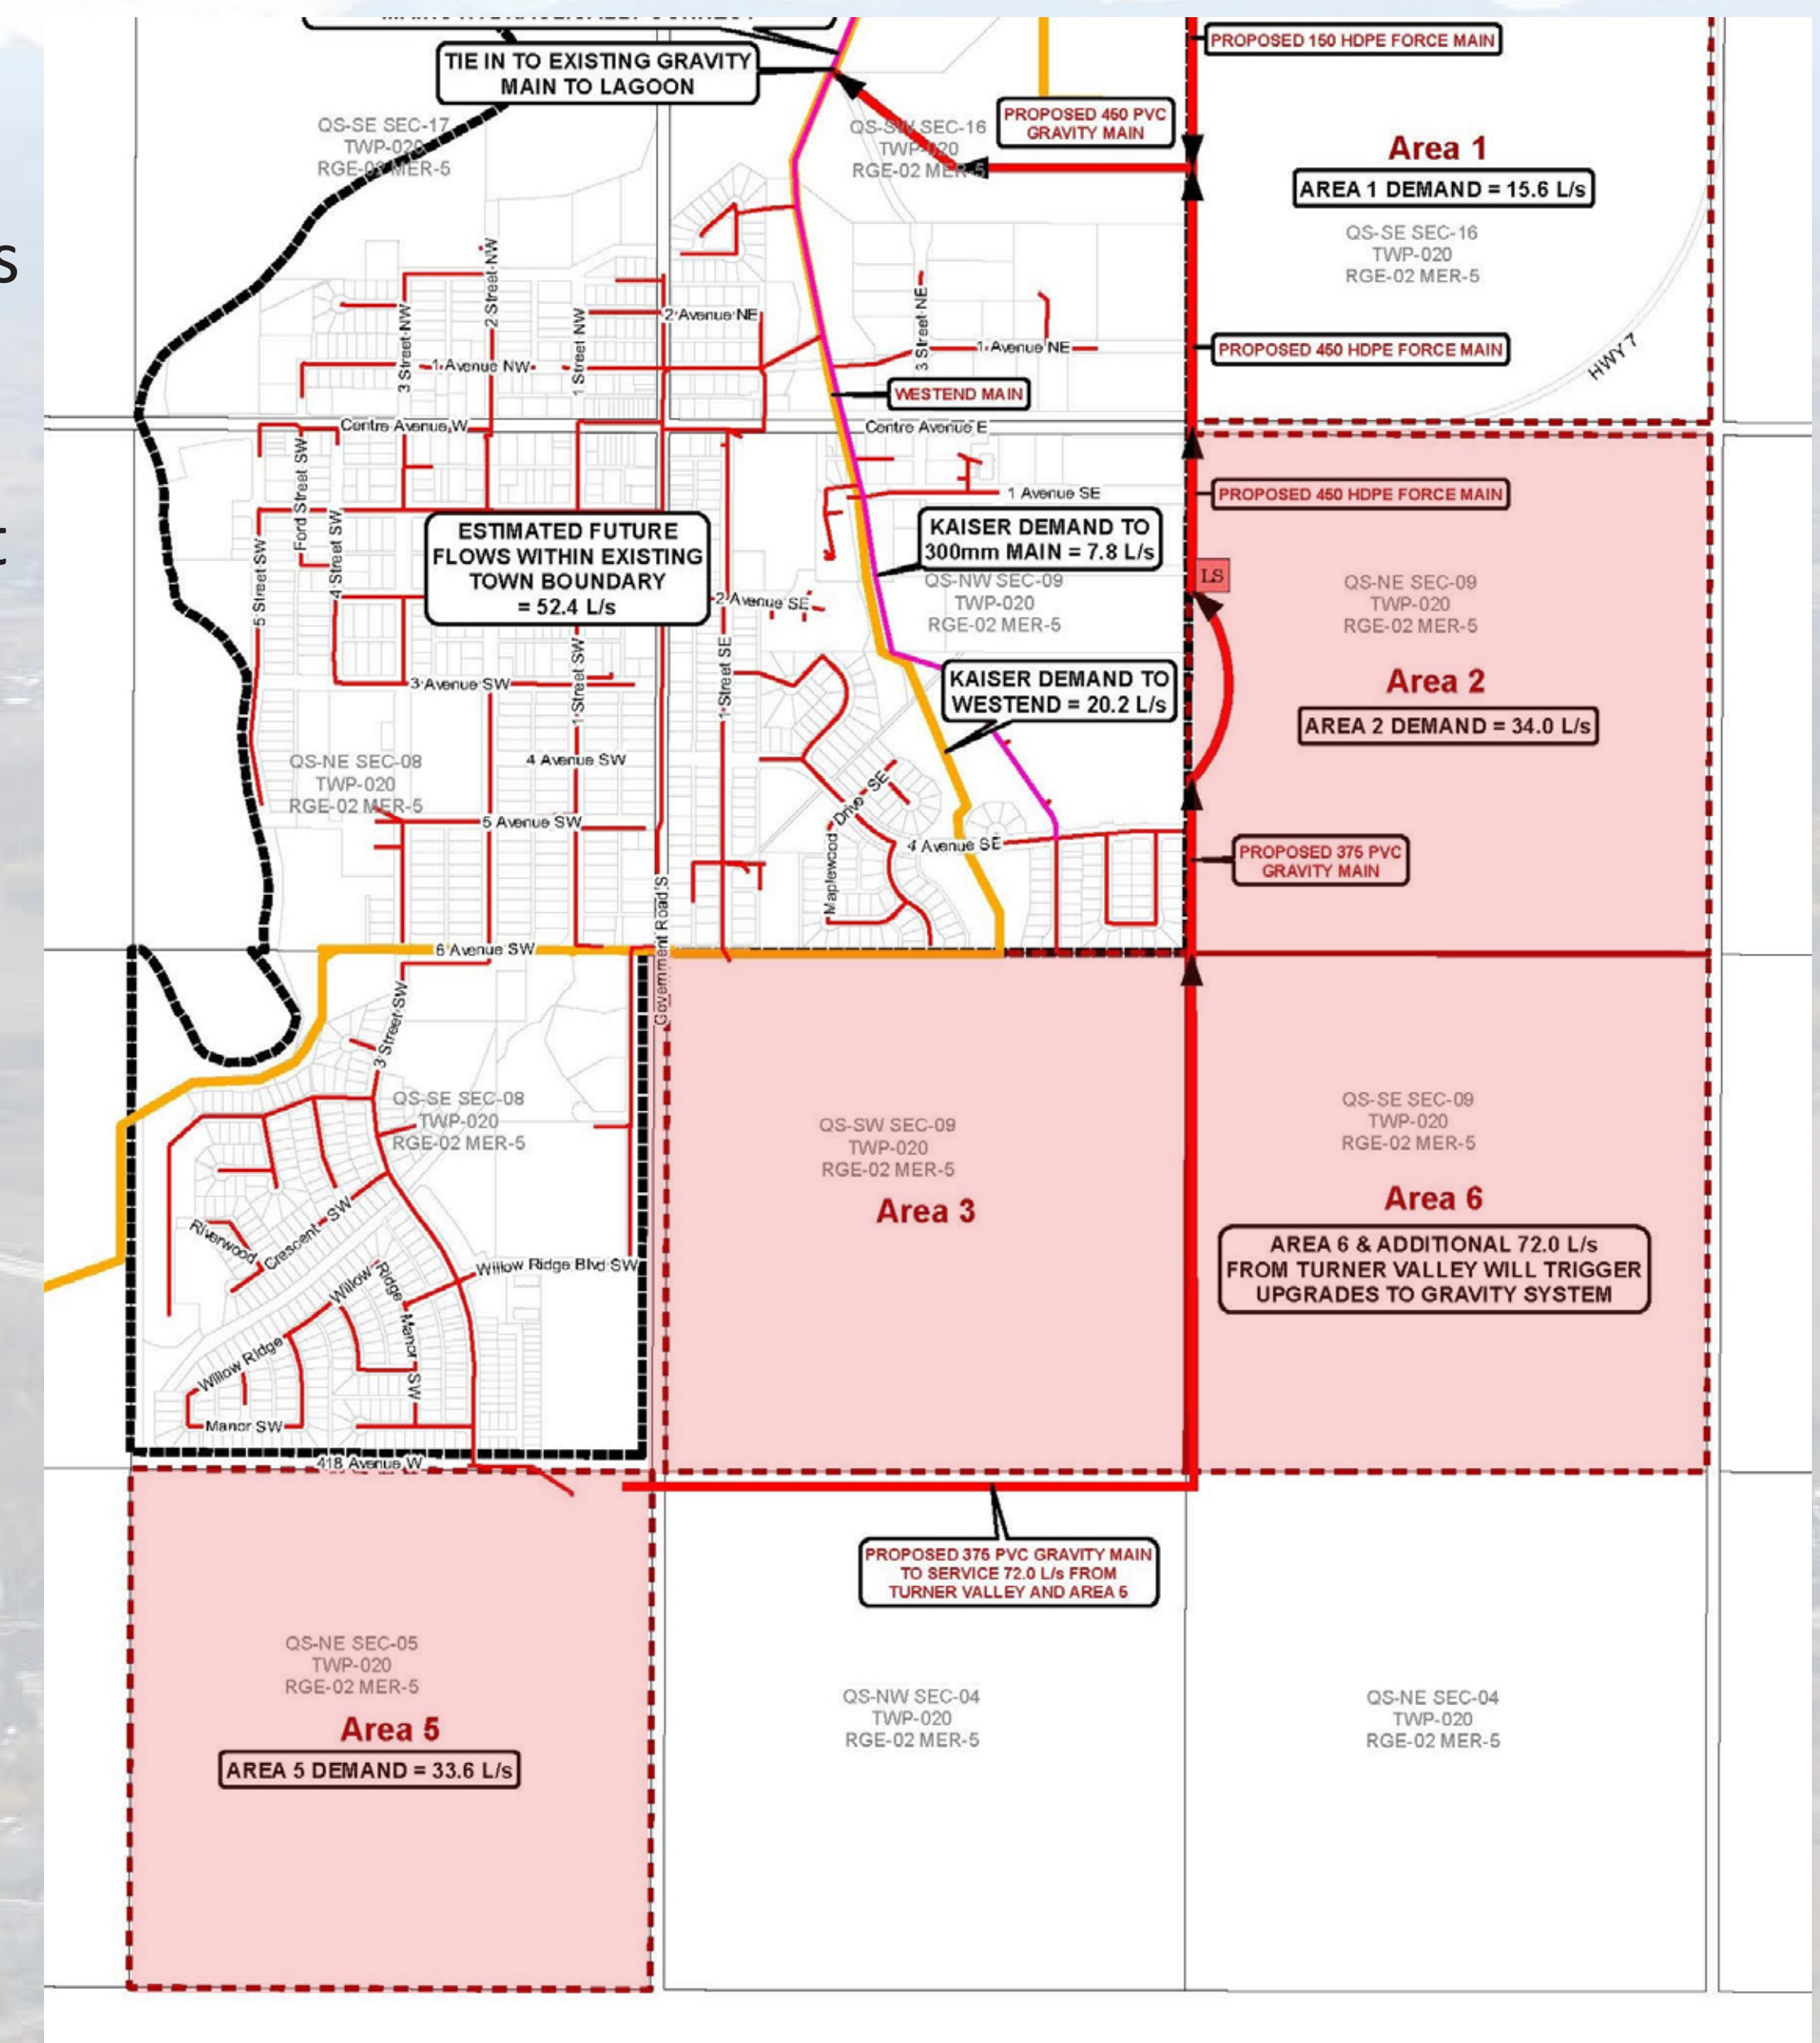 TIE IN TO EXISTING GRAVITY
MAIN TO LAGOON
PROPOSED 150 HDPE FORCE MAIN
PROPOSED 450 PVC
GRAVITY MAIN
QS-SE SEC-17
TWP-020
RGE-02 MER-5
QS-SW SEC-16
TWP-020
RGE-02 MER-5
Area 1
AREA 1 DEMAND = 15.6 L/s
QS-SE SEC-16
TWP-020
RGE-02 MER-5
s
2 Street NW
3 Street NW
1 Street NW
2 Avenue NE
3 Street NE
1 Avenue NE
1 Avenue NW
PROPOSED 450 HDPE FORCE MAIN
HWY 7
WESTEND MAIN
Centre Avenue W
Centre Avenue E
Ford Street SW
1 Avenue SE
PROPOSED 450 HDPE FORCE MAIN
t
5 Street SW
4 Street SW
ESTIMATED FUTURE
FLOWS WITHIN EXISTING
TOWN BOUNDARY
= 52.4 L/s
KAISER DEMAND TO
300mm MAIN = 7.8 L/s
QS-NW SEC-09
TWP-020
RGE-02 MER-5
LS
QS-NE SEC-09
TWP-020
RGE-02 MER-5
2 Avenue SE
1 Street SW
1 Street SE
3 Avenue SW
KAISER DEMAND TO
WESTEND = 20.2 L/s
Area 2
AREA 2 DEMAND = 34.0 L/s
QS-NE SEC-08
TWP-020
RGE-02 MER-5
4 Avenue SW
5 Avenue SW
Maplewood Drive SE
4 Avenue SE
PROPOSED 375 PVC
GRAVITY MAIN
6 Avenue SW
Government Road S
3 Street SW
QS-SE SEC-08
TWP-020
RGE-02 MER-5
QS-SW SEC-09
TWP-020
RGE-02 MER-5
Area 3
QS-SE SEC-09
TWP-020
RGE-02 MER-5
Area 6
AREA 6 & ADDITIONAL 72.0 L/s
FROM TURNER VALLEY WILL TRIGGER
UPGRADES TO GRAVITY SYSTEM
Riverwood Crescent SW
Willow Ridge Blvd SW
Willow Ridge Manor SW
Willow Ridge
Manor SW
418 Avenue W
PROPOSED 375 PVC GRAVITY MAIN
TO SERVICE 72.0 L/s FROM
TURNER VALLEY AND AREA 5
QS-NE SEC-05
TWP-020
RGE-02 MER-5
Area 5
AREA 5 DEMAND = 33.6 L/s
QS-NW SEC-04
TWP-020
RGE-02 MER-5
QS-NE SEC-04
TWP-020
RGE-02 MER-5